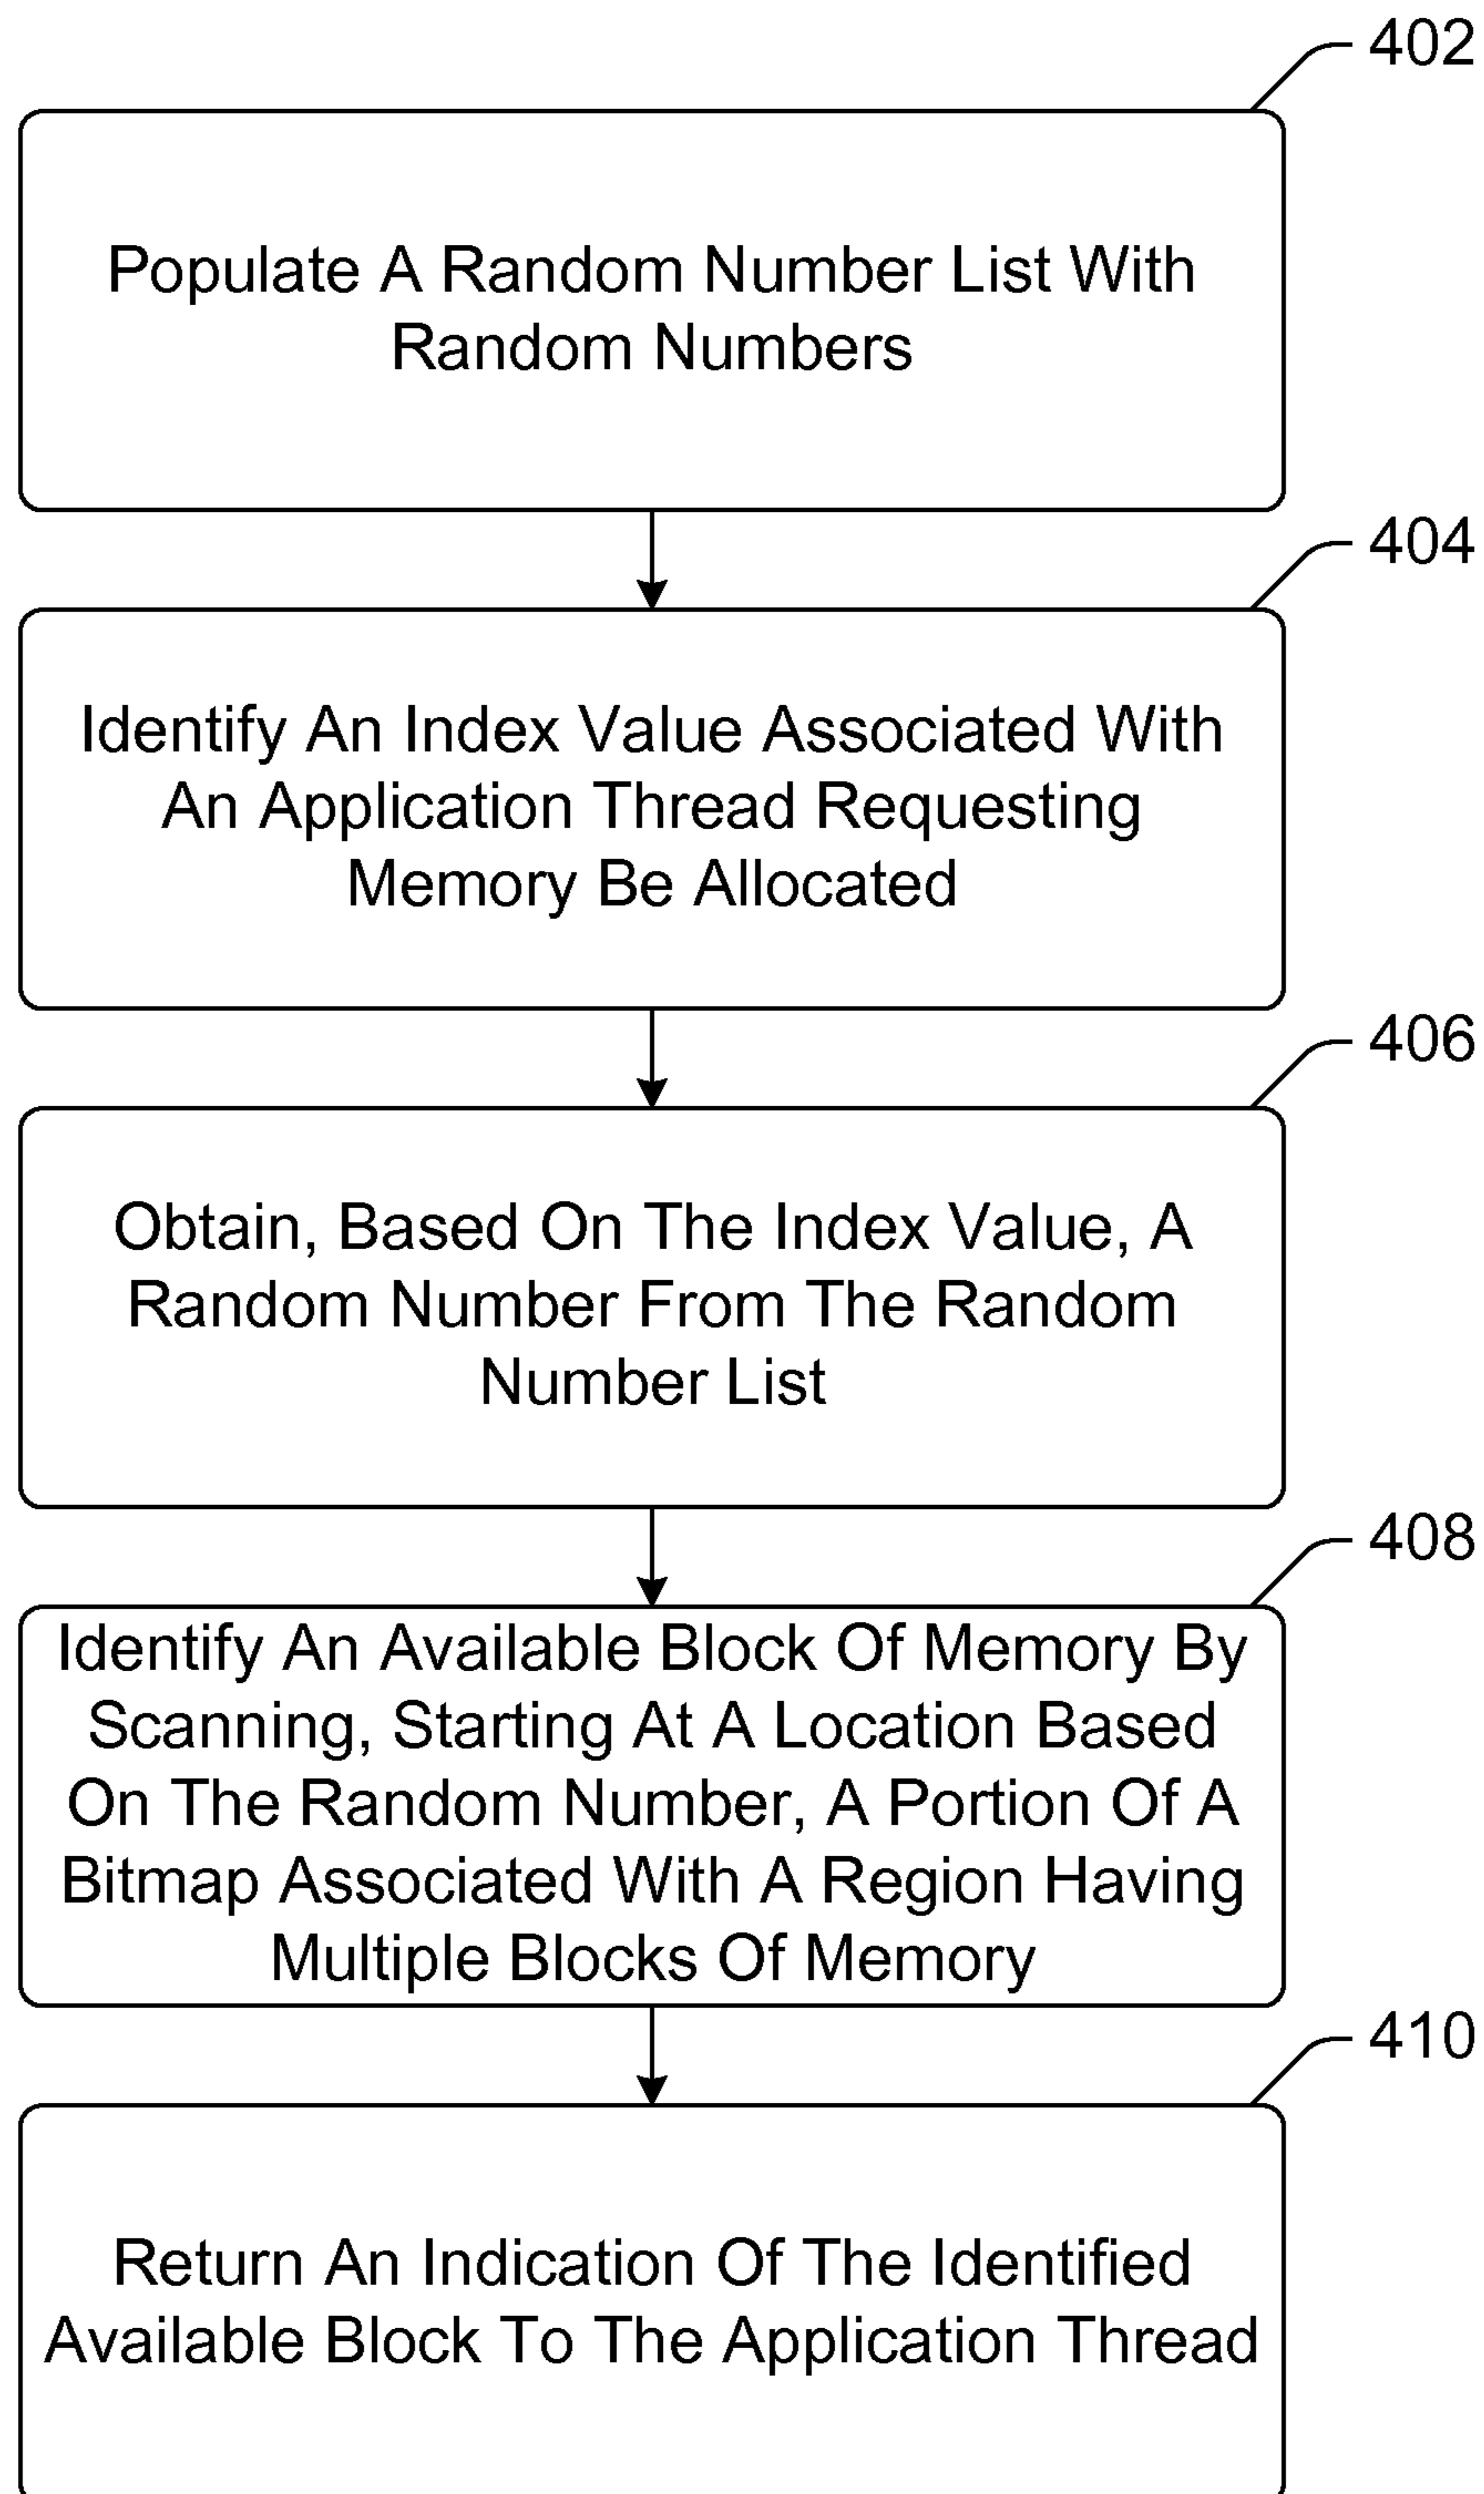 402
Populate A Random Number List With
Random Numbers
404
Identify An Index Value Associated With
An Application Thread Requesting
Memory Be Allocated
406
Obtain, Based On The Index Value, A
Random Number From The Random
Number List
408
Identify An Available Block Of Memory By
Scanning, Starting At A Location Based
On The Random Number, A Portion Of A
Bitmap Associated With A Region Having
Multiple Blocks Of Memory
410
Return An Indication Of The Identified
Available Block To The Application Thread